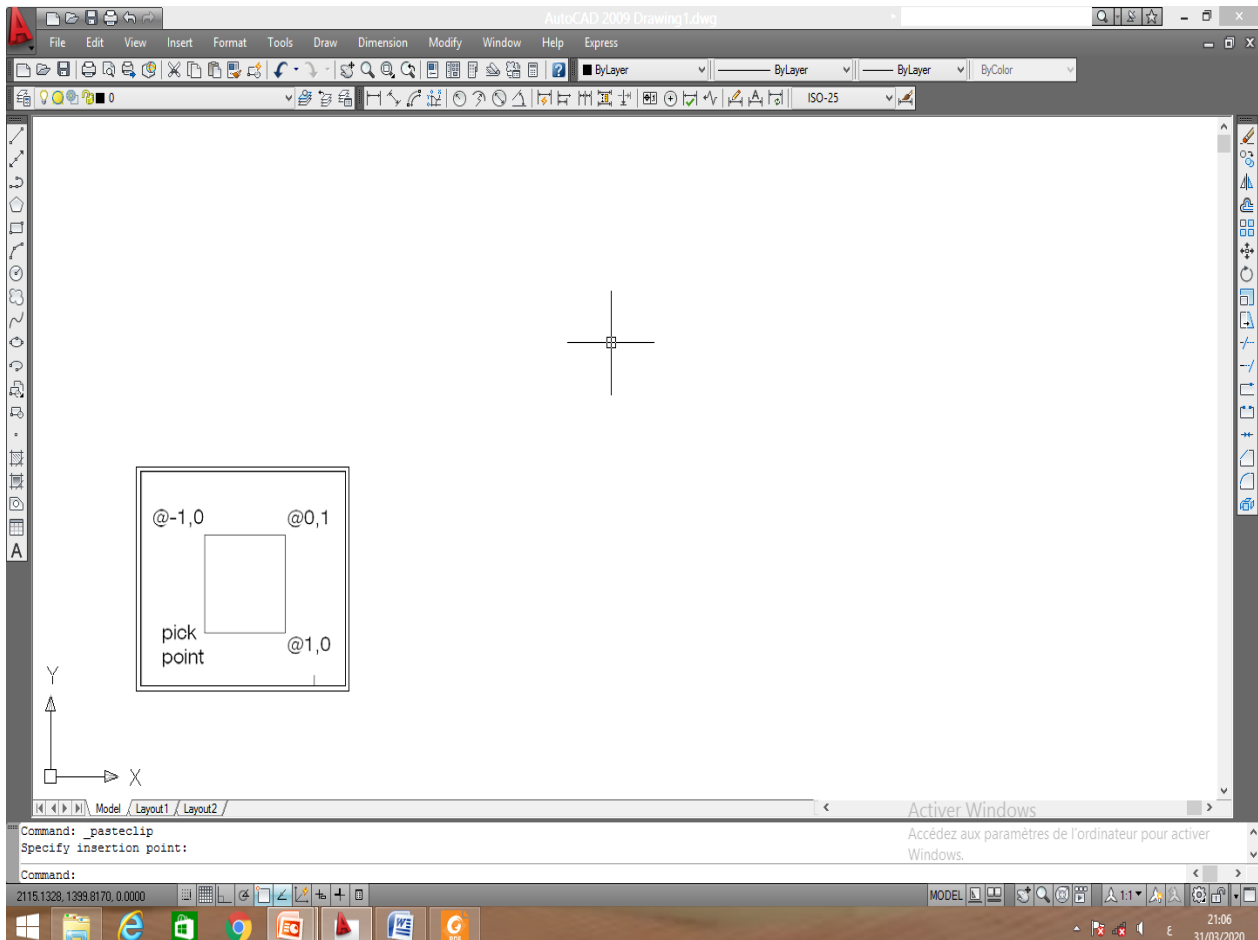 AutoCAD 2009 Drawing1.dwg
File Edit View Insert Format Tools Draw Dimension Modify Window Help Express
ByLayer ByLayer ByLayer ByColor
0 ISO-25
A
@-1,0 @0,1
pick
point
@1,0
Y
X
Model Layout1 Layout2
Activer Windows
Accédez aux paramètres de l'ordinateur pour activer
Windows.
Command: _pasteclip
Specify insertion point:
Command:
2115.1328, 1399.8170, 0.0000 MODEL 1:1
21:06
ع
31/03/2020